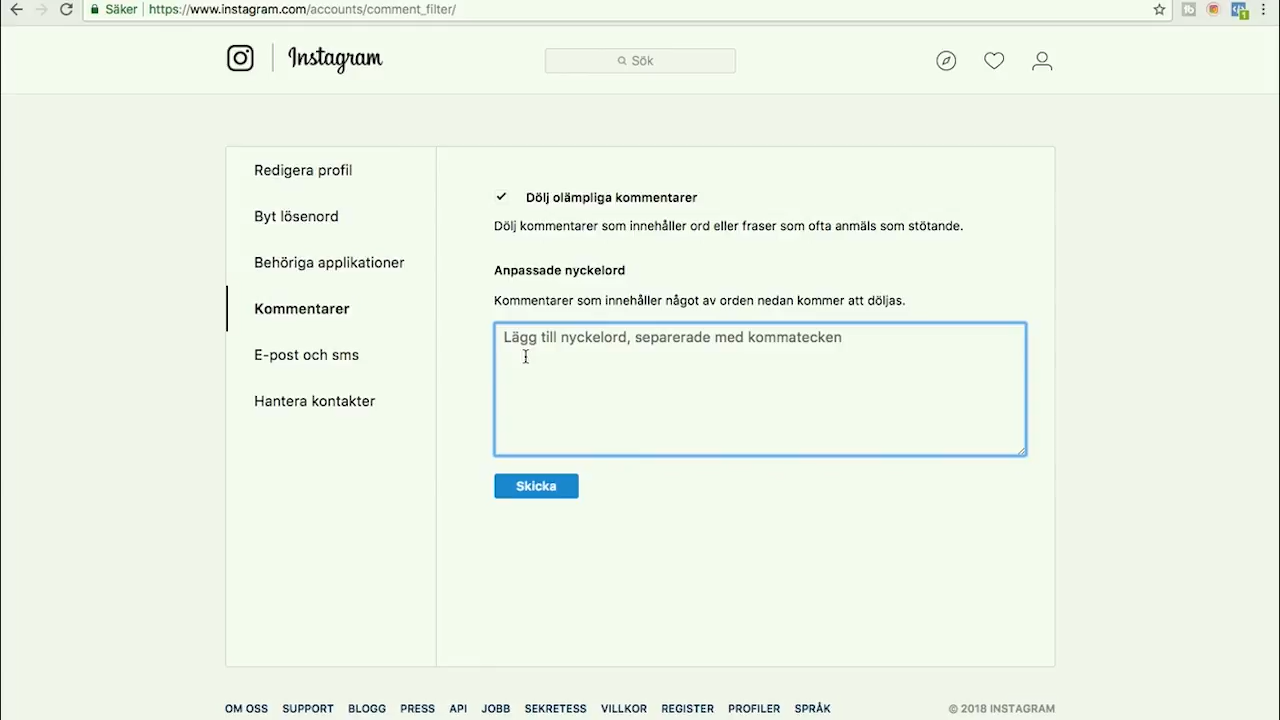 Säker https://www.instagram.com/accounts/comment_filter/
Instagram
Sök
Redigera profil
Byt lösenord
Behöriga applikationer
Kommentarer
E-post och sms
Hantera kontakter
Dölj olämpliga kommentarer
Dölj kommentarer som innehåller ord eller fraser som ofta anmäls som stötande.
Anpassade nyckelord
Kommentarer som innehåller något av orden nedan kommer att döljas.
Lägg till nyckelord, separerade med kommatecken
Skicka
OM OSS SUPPORT BLOGG PRESS API JOBB SEKRETESS VILLKOR REGISTER PROFILER SPRÅK © 2018 INSTAGRAM